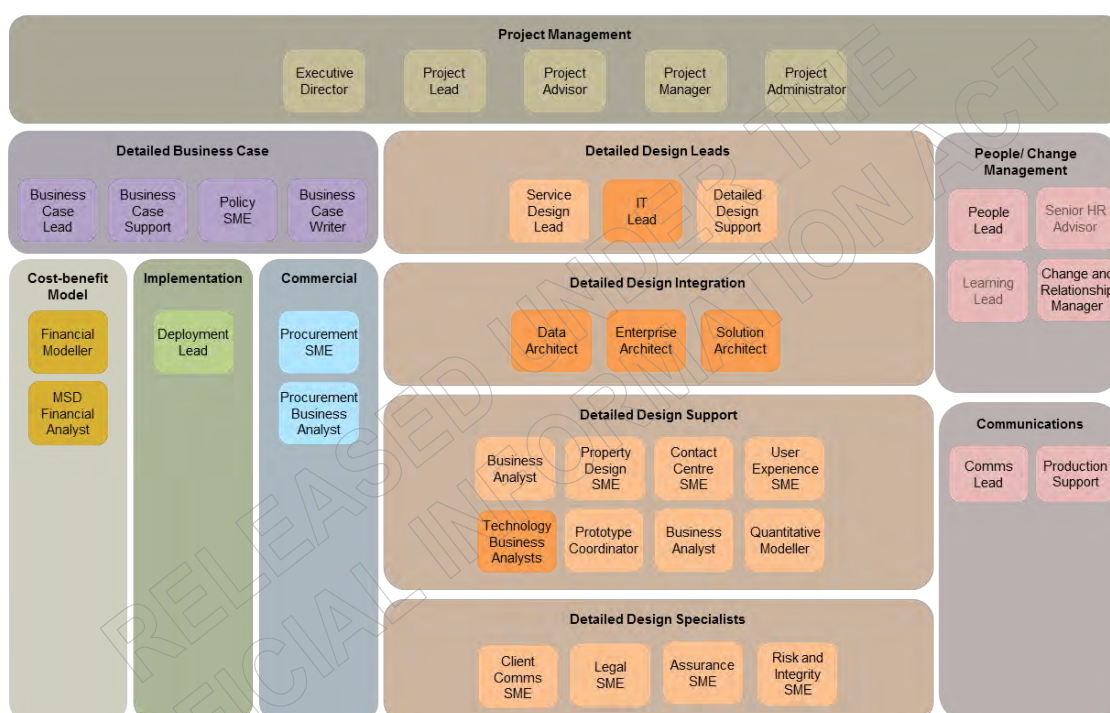 Project Management
Executive
Director
Project
Lead
Project
Advisor
Project
Manager
Project
Administrator
Detailed Business Case
Business
Case
Lead
Business
Case
Support
Policy
SME
Business
Case
Writer
Detailed Design Leads
Service
Design
Lead
IT
Lead
Detailed
Design
Support
People/ Change
Management
People
Lead
Senior HR
Advisor
Learning
Lead
Change and
Relationship
Manager
Cost-benefit
Model
Financial
Modeller
MSD
Financial
Analyst
Implementation
Deployment
Lead
Commercial
Procurement
SME
Procurement
Business
Analyst
Detailed Design Integration
Data
Architect
Enterprise
Architect
Solution
Architect
Detailed Design Support
Business
Analyst
Property
Design
SME
Contact
Centre
SME
User
Experience
SME
Technology
Business
Analysts
Prototype
Coordinator
Business
Analyst
Quantitative
Modeller
Communications
Comms
Lead
Production
Support
Detailed Design Specialists
Client
Comms
SME
Legal
SME
Assurance
SME
Risk and
Integrity
SME
RELEASED UNDER THE
OFFICIAL INFORMATION ACT